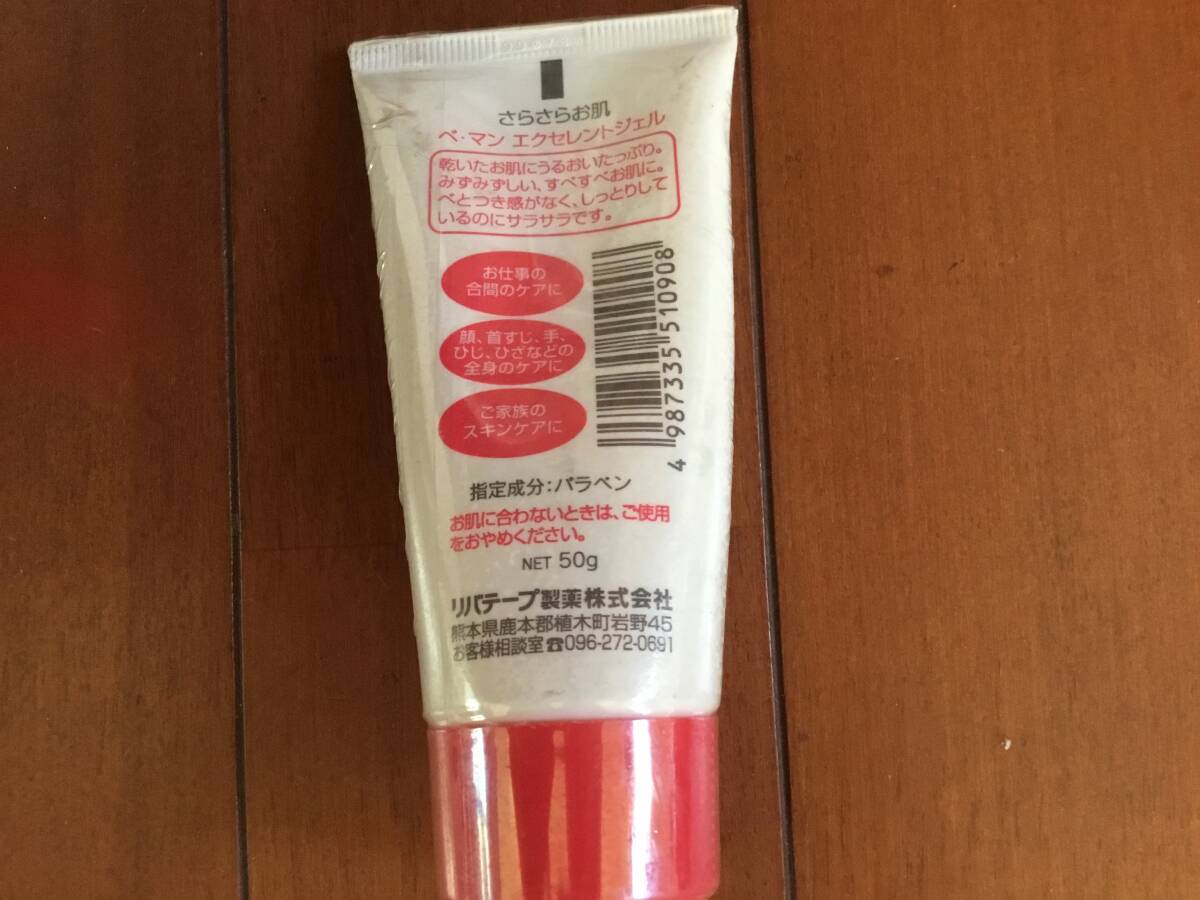 さらさらお肌
ベ・マン エクセレントジェル
乾いたお肌にうるおいたっぷり。
みずみずしい、すべすべお肌に。
べとつき感がなく、しっとりして
いるのにサラサラです。
お仕事の
合間のケアに
顔、首すじ、手、
ひじ、ひざなどの
全身のケアに
ご家族の
スキンケアに
4 987335 510908
指定成分：パラベン
お肌に合わないときは、ご使用
をおやめください。
NET 50g
リバテープ製薬株式会社
熊本県鹿本郡植木町岩野45
お客様相談室☎096-272-0691